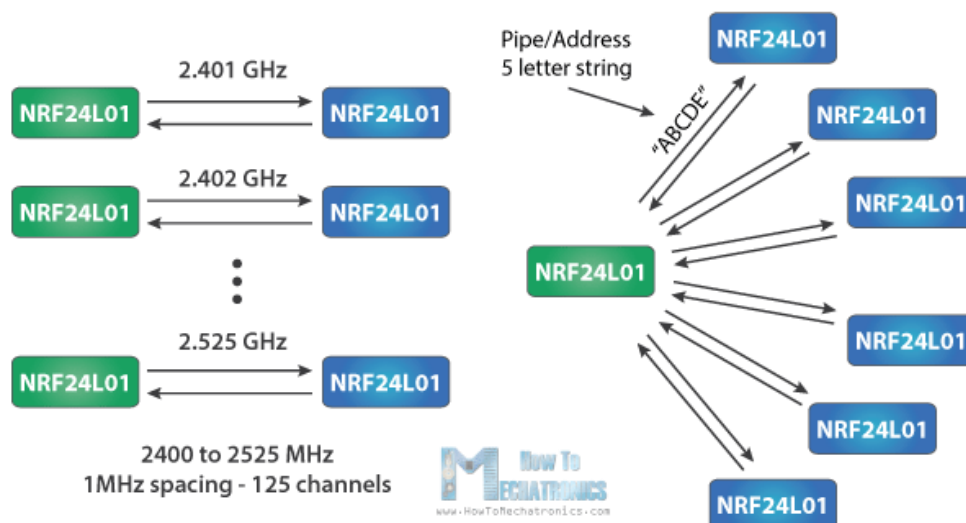 2.401 GHz
NRF24L01
NRF24L01
2.402 GHz
NRF24L01
NRF24L01
2.525 GHz
NRF24L01
NRF24L01
2400 to 2525 MHz
1MHz spacing - 125 channels
Pipe/Address
5 letter string
"ABCDE"
NRF24L01
NRF24L01
NRF24L01
NRF24L01
NRF24L01
NRF24L01
NRF24L01
How To
MECHATRONICS
www.HowToMechatronics.com